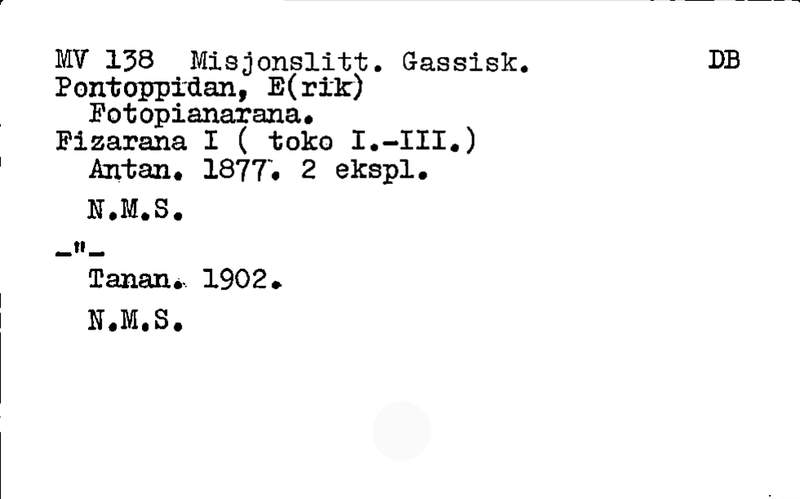 MV 138 Misjonslitt. Gassisk. DB
Pontoppidan, E(rik)
Fotopianarana.
Fizarana I ( toko I.-III.)
Antan. 1877. 2 ekspl.
N.M.S.
-"-
Tanan. 1902.
N.M.S.